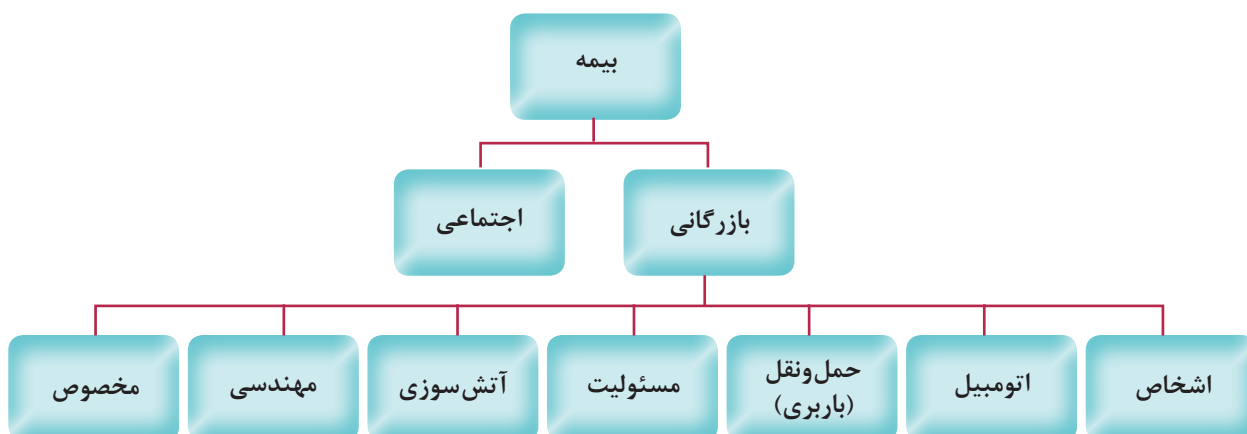 بیمه
بازرگانی
اجتماعی
اشخاص
اتومبیل
حمل‌ونقل
(باربری)
مسئولیت
آتش‌سوزی
مهندسی
مخصوص